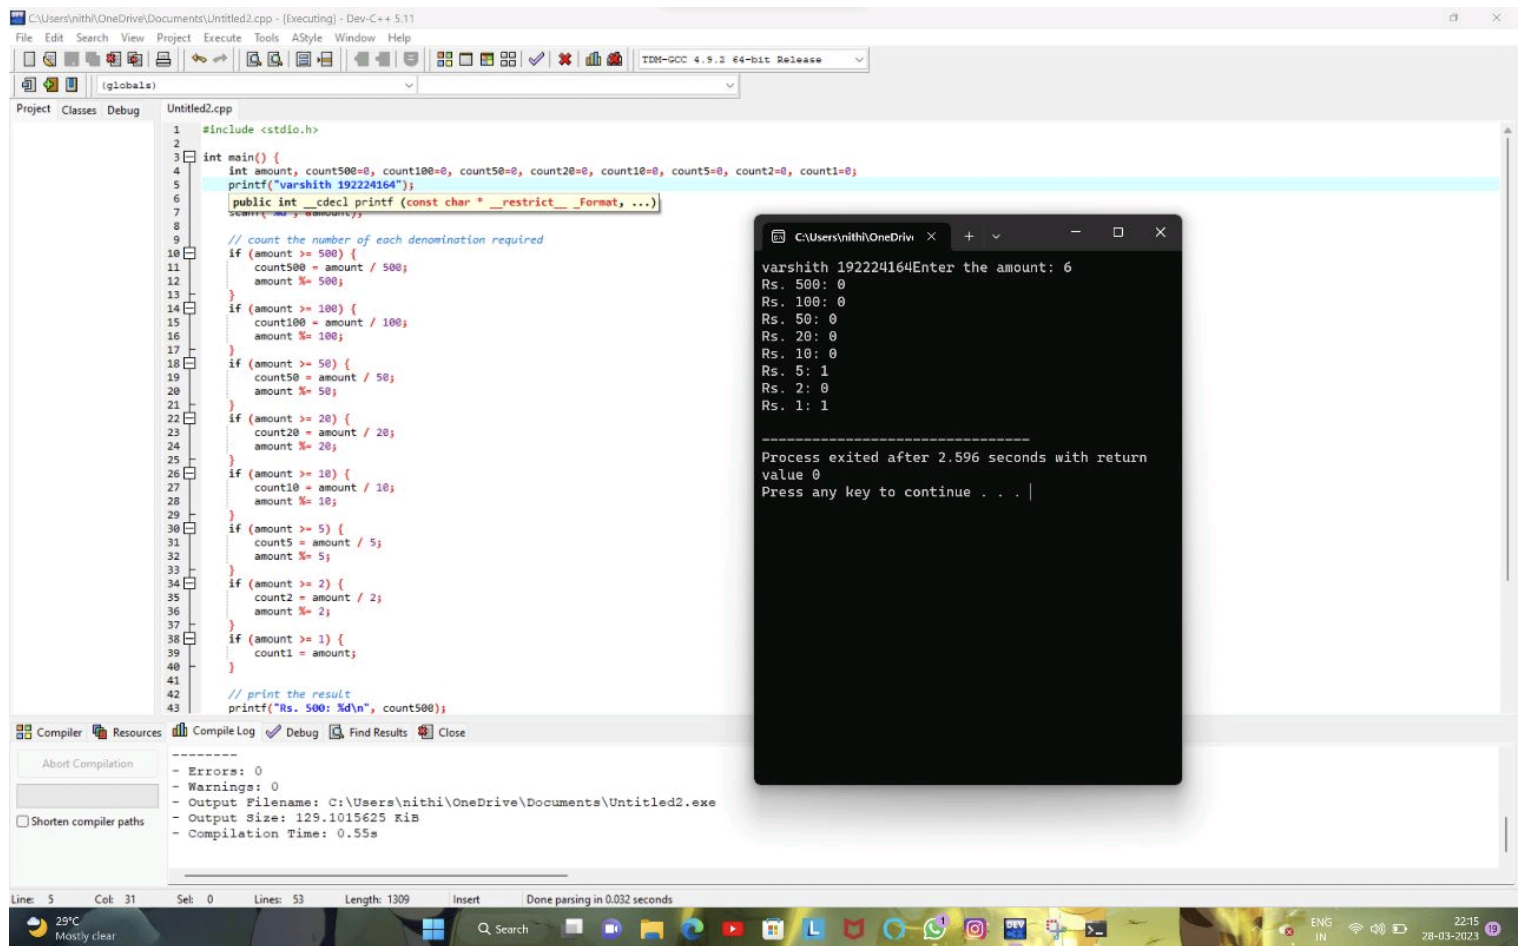 C:\Users\nithi\OneDrive\Documents\Untitled2.cpp - [Executing] - Dev-C++ 5.11
File Edit Search View Project Execute Tools AStyle Window Help
TDM-GCC 4.9.2 64-bit Release
(globals)
Project Classes Debug Untitled2.cpp
1 #include <stdio.h>
2
3 int main() {
4 int amount, count500=0, count100=0, count50=0, count20=0, count10=0, count5=0, count2=0, count1=0;
5 printf("varshith 192224164");
6 public int __cdecl printf (const char * __restrict__ _Format, ...)
7 scanf("%d", &amount);
8
9 // count the number of each denomination required
10 if (amount >= 500) {
11 count500 = amount / 500;
12 amount %= 500;
13 }
14 if (amount >= 100) {
15 count100 = amount / 100;
16 amount %= 100;
17 }
18 if (amount >= 50) {
19 count50 = amount / 50;
20 amount %= 50;
21 }
22 if (amount >= 20) {
23 count20 = amount / 20;
24 amount %= 20;
25 }
26 if (amount >= 10) {
27 count10 = amount / 10;
28 amount %= 10;
29 }
30 if (amount >= 5) {
31 count5 = amount / 5;
32 amount %= 5;
33 }
34 if (amount >= 2) {
35 count2 = amount / 2;
36 amount %= 2;
37 }
38 if (amount >= 1) {
39 count1 = amount;
40 }
41
42 // print the result
43 printf("Rs. 500: %d\n", count500);
C:\Users\nithi\OneDriv
varshith 192224164Enter the amount: 6
Rs. 500: 0
Rs. 100: 0
Rs. 50: 0
Rs. 20: 0
Rs. 10: 0
Rs. 5: 1
Rs. 2: 0
Rs. 1: 1
--------------------------------
Process exited after 2.596 seconds with return
value 0
Press any key to continue . . .
Compiler Resources Compile Log Debug Find Results Close
Abort Compilation
Shorten compiler paths
--------
- Errors: 0
- Warnings: 0
- Output Filename: C:\Users\nithi\OneDrive\Documents\Untitled2.exe
- Output Size: 129.1015625 KiB
- Compilation Time: 0.55s
Line: 5 Col: 31 Sel: 0 Lines: 53 Length: 1309 Insert Done parsing in 0.032 seconds
29°C
Mostly clear
Search
DEV
1
ENG
IN
22:15
28-03-2023
19